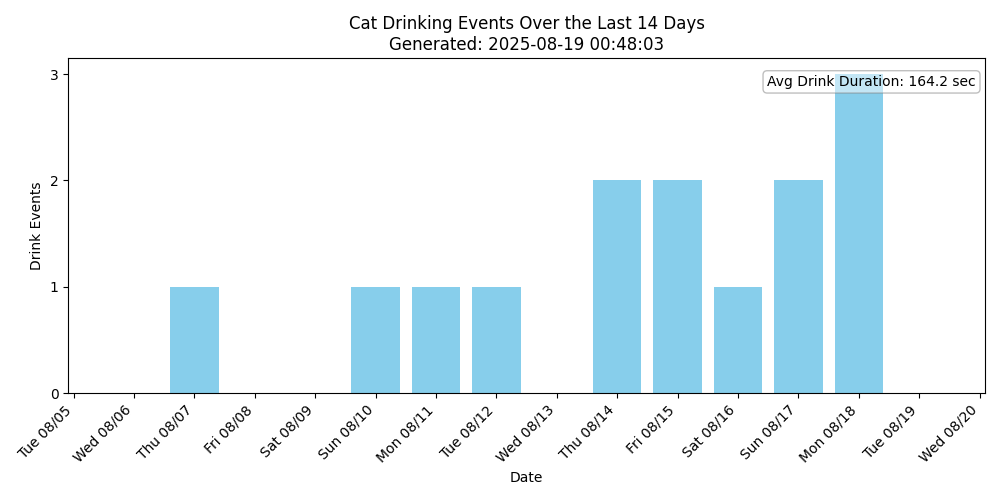 Cat Drinking Events Over the Last 14 Days
Generated: 2025-08-19 00:48:03
Avg Drink Duration: 164.2 sec
Drink Events
3
2
1
0
Tue 08/05
Wed 08/06
Thu 08/07
Fri 08/08
Sat 08/09
Sun 08/10
Mon 08/11
Tue 08/12
Wed 08/13
Thu 08/14
Fri 08/15
Sat 08/16
Sun 08/17
Mon 08/18
Tue 08/19
Wed 08/20
Date